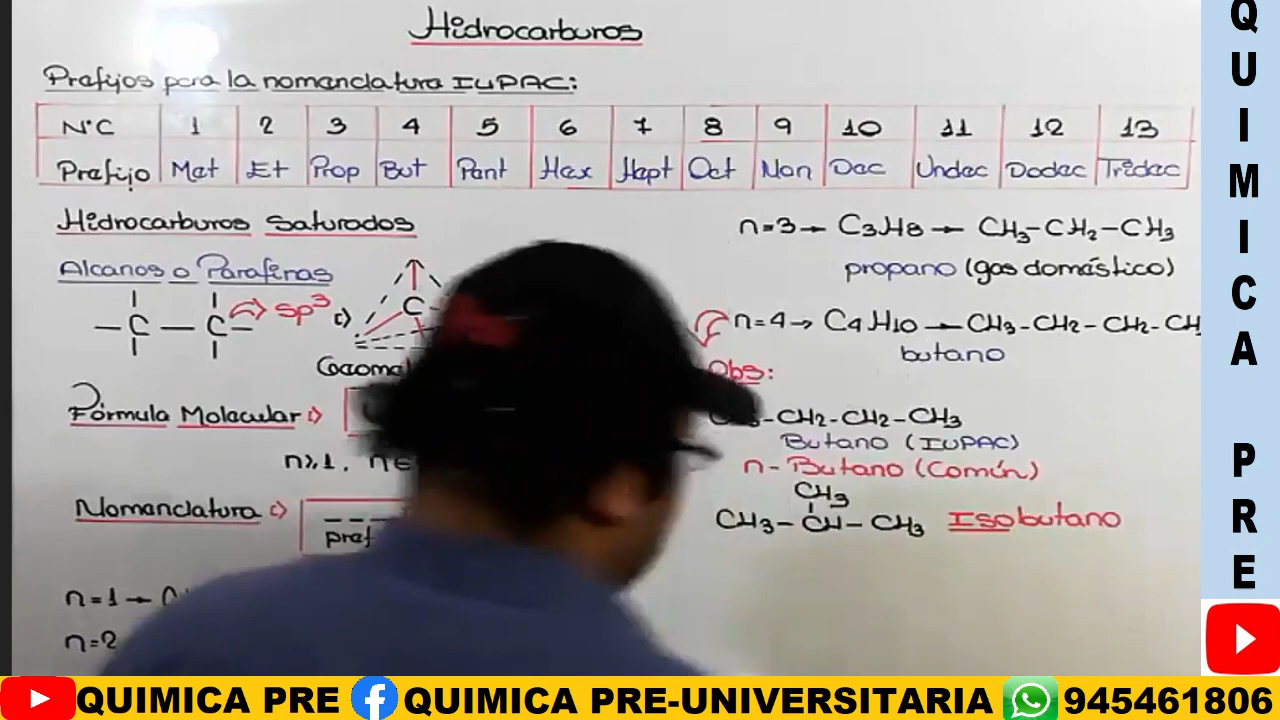 Hidrocarburos
Prefijos para la nomenclatura IUPAC:
N°C 1 2 3 4 5 6 7 8 9 10 11 12 13
Prefijo Met Et Prop But Pent Hex Hept Oct Non Dec Undec Dodec Tridec
Hidrocarburos Saturados
Alcanos o Parafinas
– C – C – sp³
C
Fórmula Molecular
n≥1, n∈
Nomenclatura
pref
n=1 → C
n=2
n=3 → C3H8 → CH3–CH2–CH3
propano (gas doméstico)
n=4 → C4H10 → CH3–CH2–CH2–CH
butano
Obs:
–CH2–CH2–CH3
Butano (IUPAC)
n-Butano (Común)
CH3
CH3–CH–CH3 Isobutano
QUIMICA PRE
QUIMICA PRE QUIMICA PRE-UNIVERSITARIA 945461806